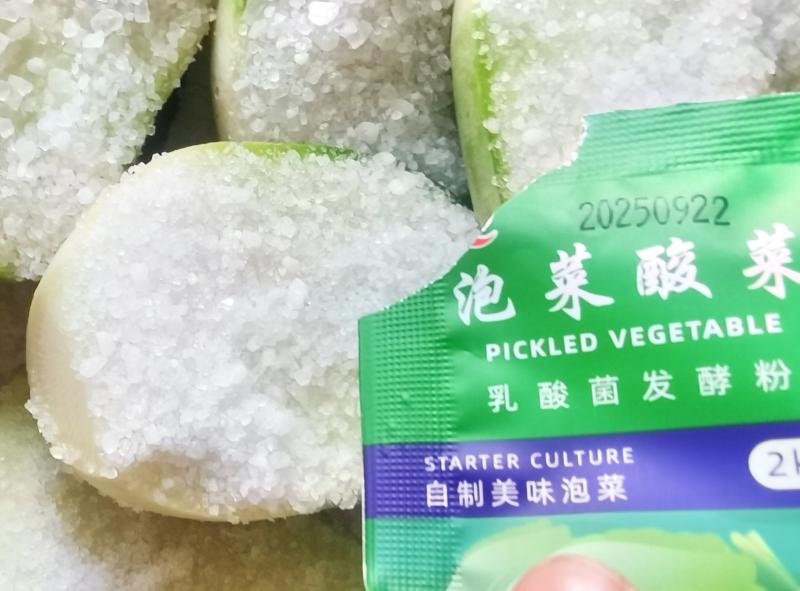 20250922
泡菜酸菜
PICKLED VEGETABLE
乳酸菌发酵粉
STARTER CULTURE
自制美味泡菜